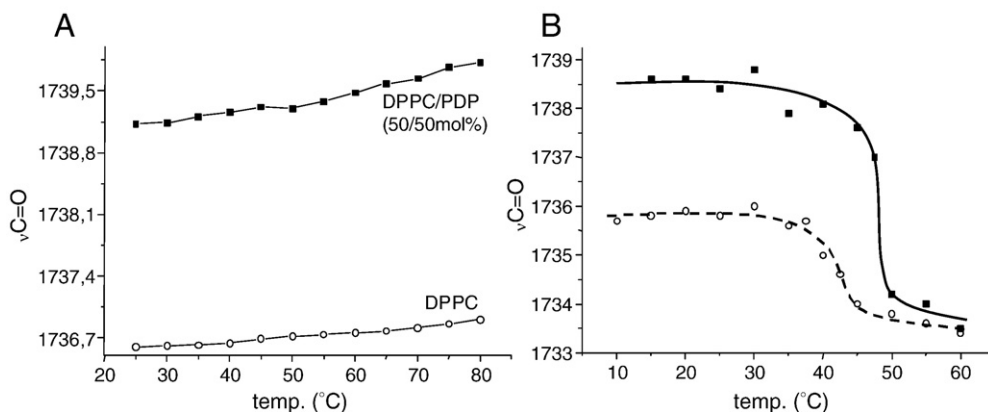 A
1739,5
1738,8
1738,1
1737,4
1736,7
νC=O
DPPC/PDP
(50/50mol%)
DPPC
20 30 40 50 60 70 80
temp. (°C)
B
1739
1738
1737
1736
1735
1734
1733
νC=O
10 20 30 40 50 60
temp. (°C)